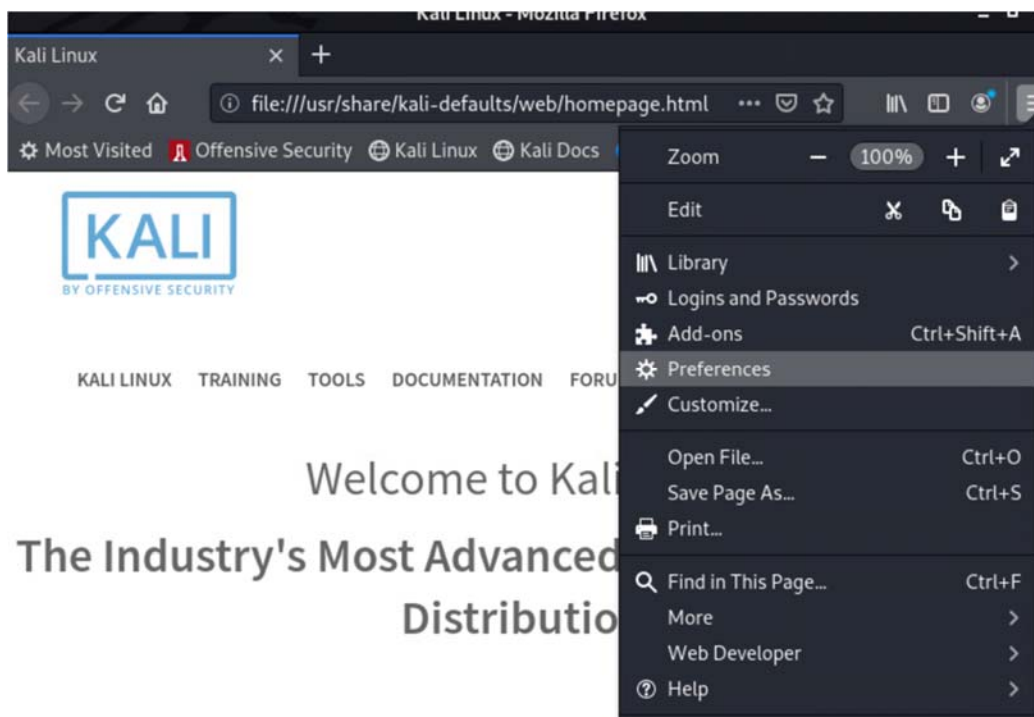 Kali Linux - Mozilla Firefox
Kali Linux
file:///usr/share/kali-defaults/web/homepage.html
Most Visited Offensive Security Kali Linux Kali Docs
KALI
BY OFFENSIVE SECURITY
KALI LINUX TRAINING TOOLS DOCUMENTATION FORU
Welcome to Kali
The Industry's Most Advanced
Distributio
Zoom 100%
Edit
Library
Logins and Passwords
Add-ons Ctrl+Shift+A
Preferences
Customize...
Open File... Ctrl+O
Save Page As... Ctrl+S
Print...
Find in This Page... Ctrl+F
More
Web Developer
Help